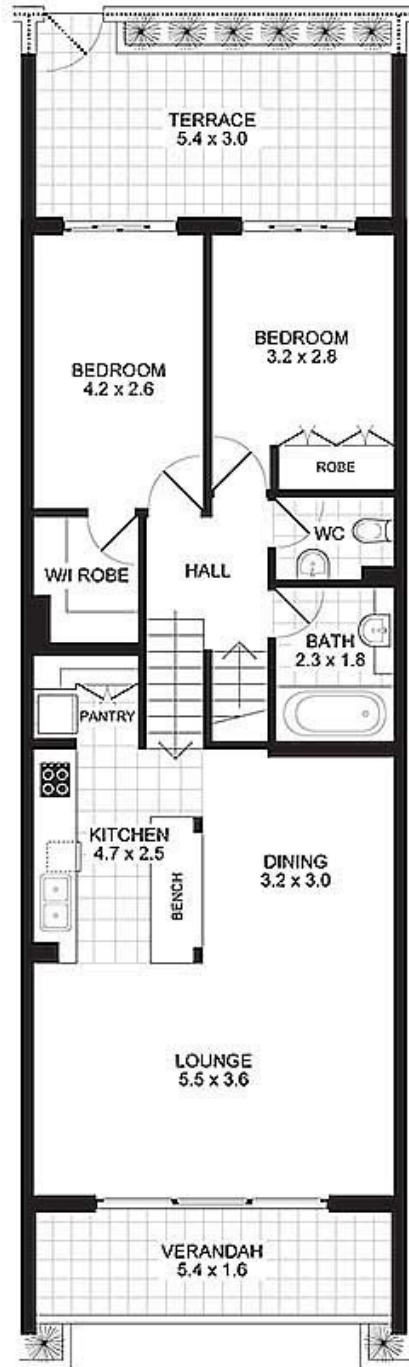 TERRACE
5.4 x 3.0
BEDROOM
3.2 x 2.8
BEDROOM
4.2 x 2.6
ROBE
WC
W/I ROBE
HALL
BATH
2.3 x 1.8
PANTRY
KITCHEN
4.7 x 2.5
BENCH
DINING
3.2 x 3.0
LOUNGE
5.5 x 3.6
VERANDAH
5.4 x 1.6